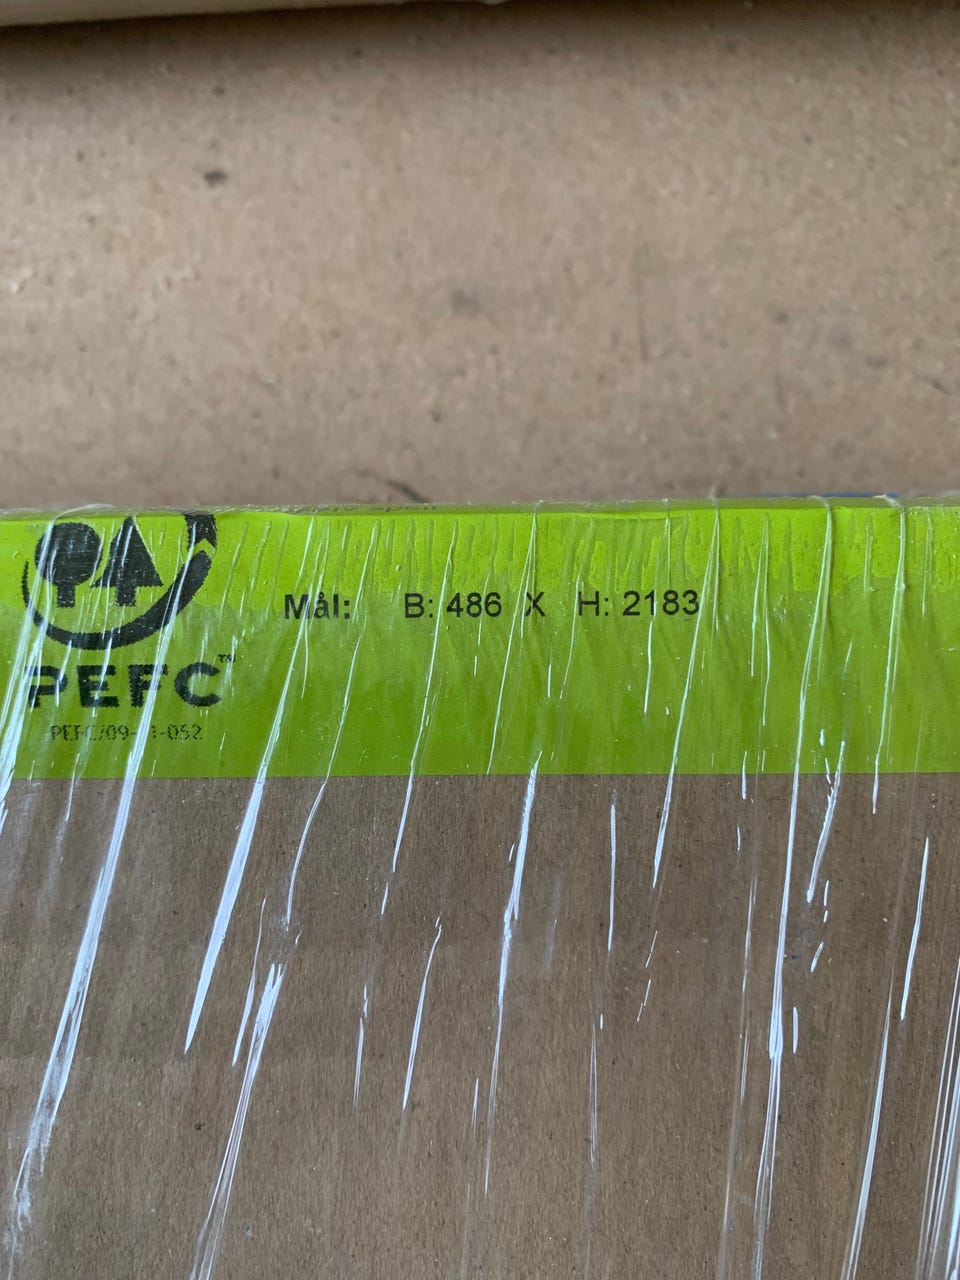 Mål: B: 486 X H: 2183
PEFC™